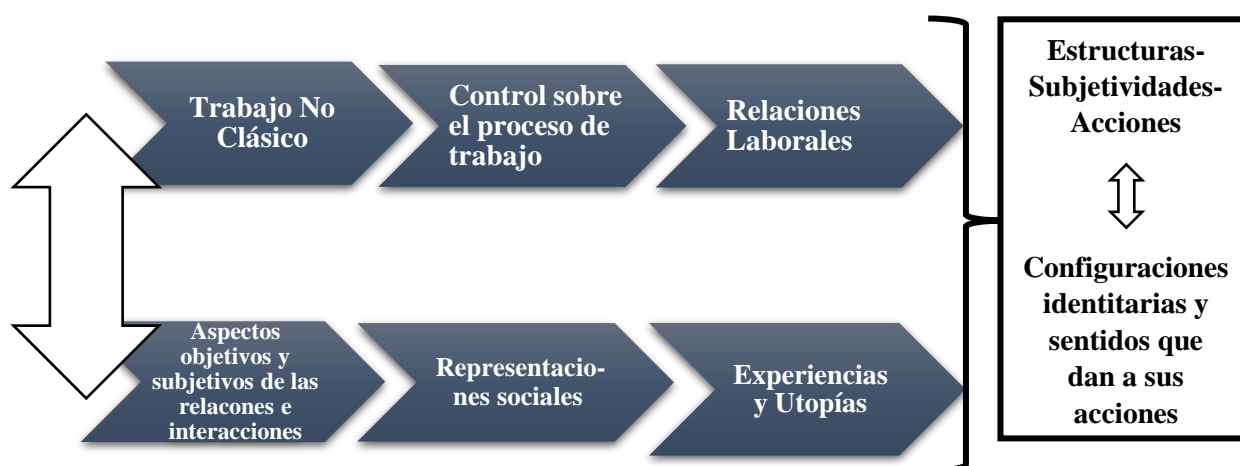 Trabajo No
Clásico
Control sobre
el proceso de
trabajo
Relaciones
Laborales
Estructuras-
Subjetividades-
Acciones
Configuraciones
identitarias y
sentidos que
dan a sus
acciones
Aspectos
objetivos y
subjetivos de las
relacones e
interacciones
Representacio-
nes sociales
Experiencias
y Utopías